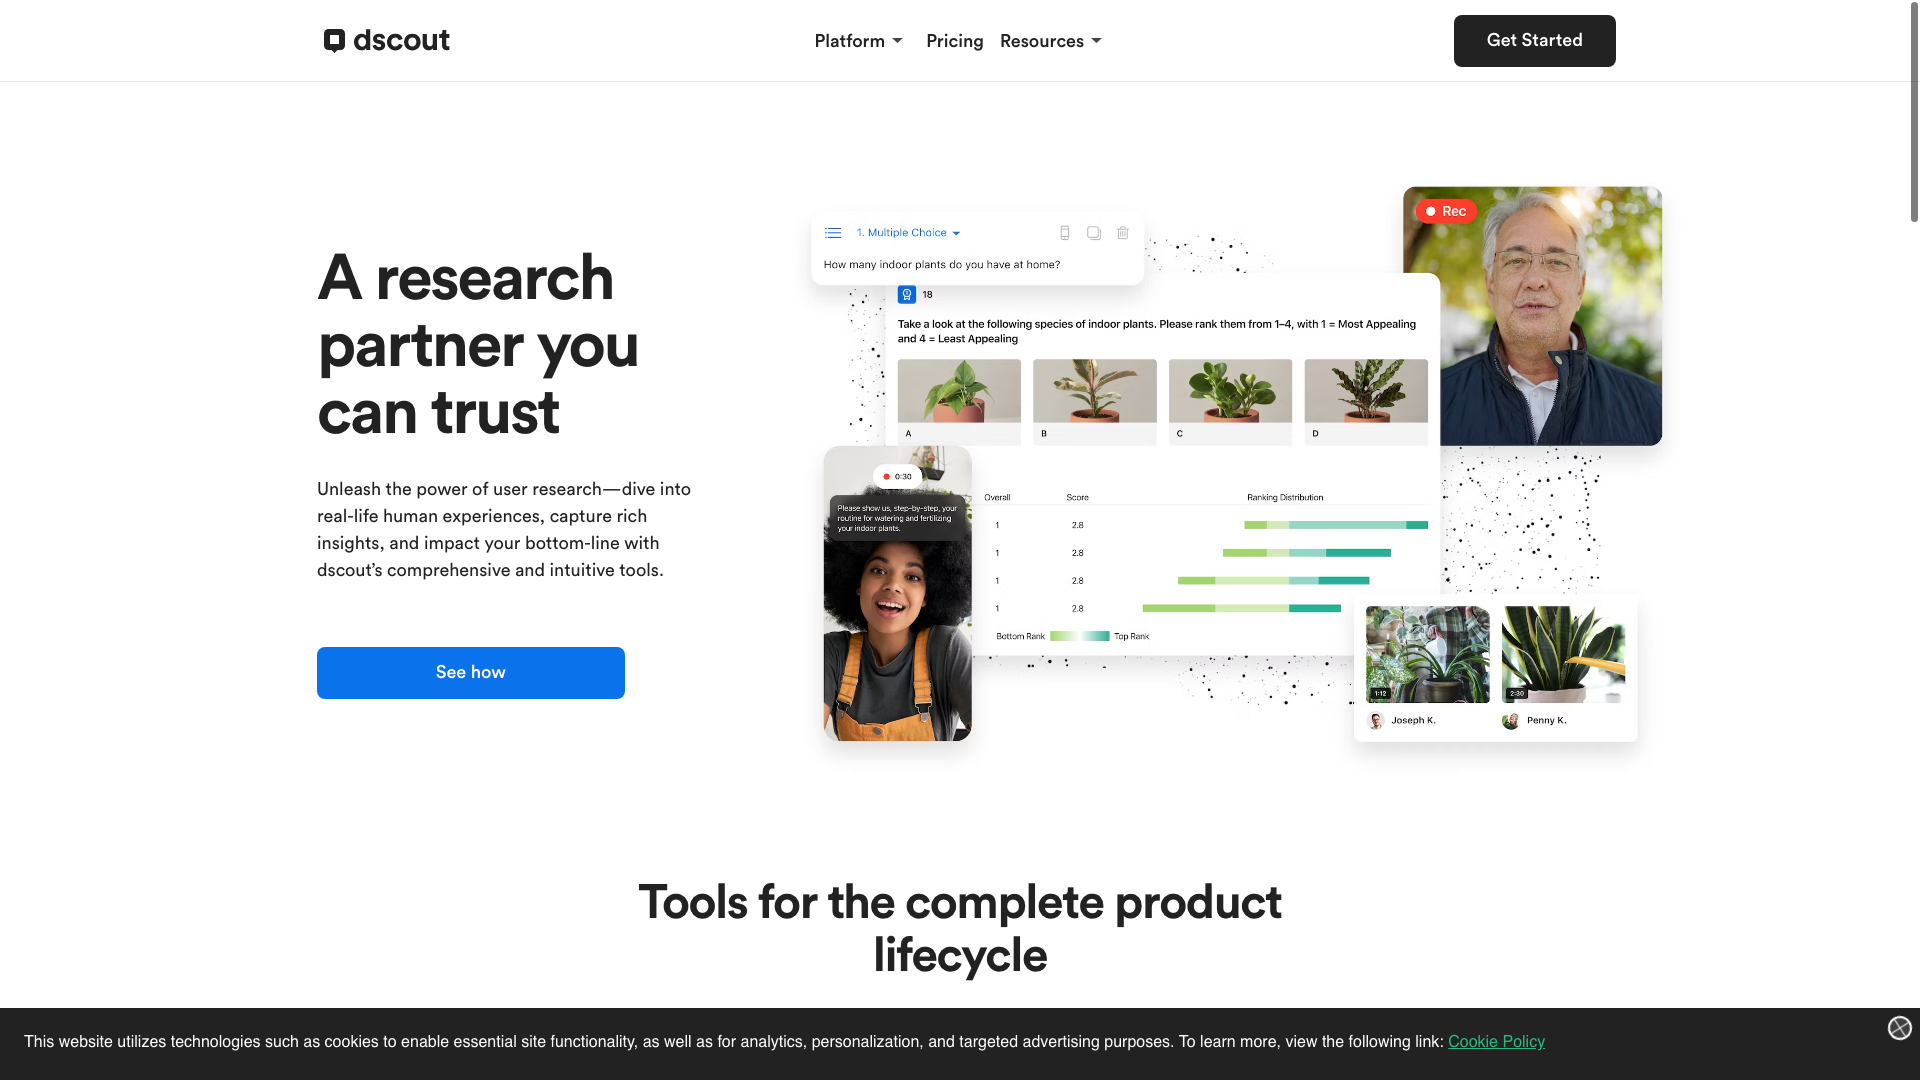 dscout
Platform
Pricing
Resources
Get Started
A research
partner you
can trust
Unleash the power of user research—dive into
real-life human experiences, capture rich
insights, and impact your bottom-line with
dscout’s comprehensive and intuitive tools.
See how
1. Multiple Choice
How many indoor plants do you have at home?
Rec
18
Take a look at the following species of indoor plants. Please rank them from 1–4, with 1 = Most Appealing
and 4 = Least Appealing
A
B
C
D
0:30
Please show us, step-by-step, your
routine for watering and fertilizing
your indoor plants.
Overall Score Ranking Distribution
1 2.8
1 2.8
1 2.8
1 2.8
Bottom Rank Top Rank
1:12
2:30
Joseph K.
Penny K.
Tools for the complete product
lifecycle
This website utilizes technologies such as cookies to enable essential site functionality, as well as for analytics, personalization, and targeted advertising purposes. To learn more, view the following link: Cookie Policy